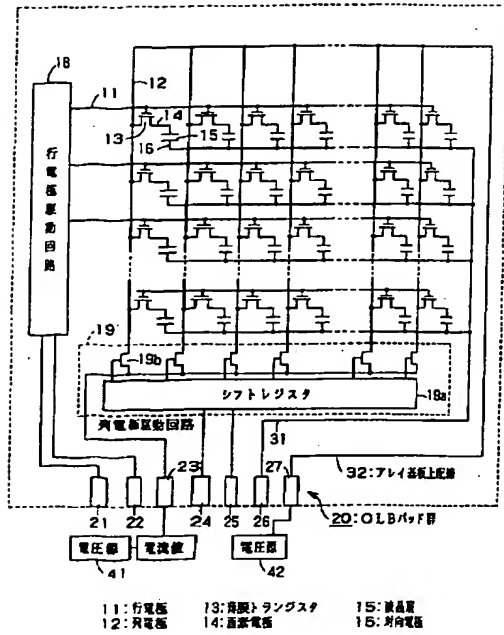 18
11
12
14
13
15
16
行電極駆動回路
19
19b
シフトレジスタ
19a
列電極駆動回路
31
23
27
32:アレイ基板上配線
21
22
24
25
26
20:OLBパッド群
電圧源
電流値
電圧源
41
42
11:行電極
13:薄膜トランジスタ
15:液晶層
12:列電極
14:画素電極
15:対向電極